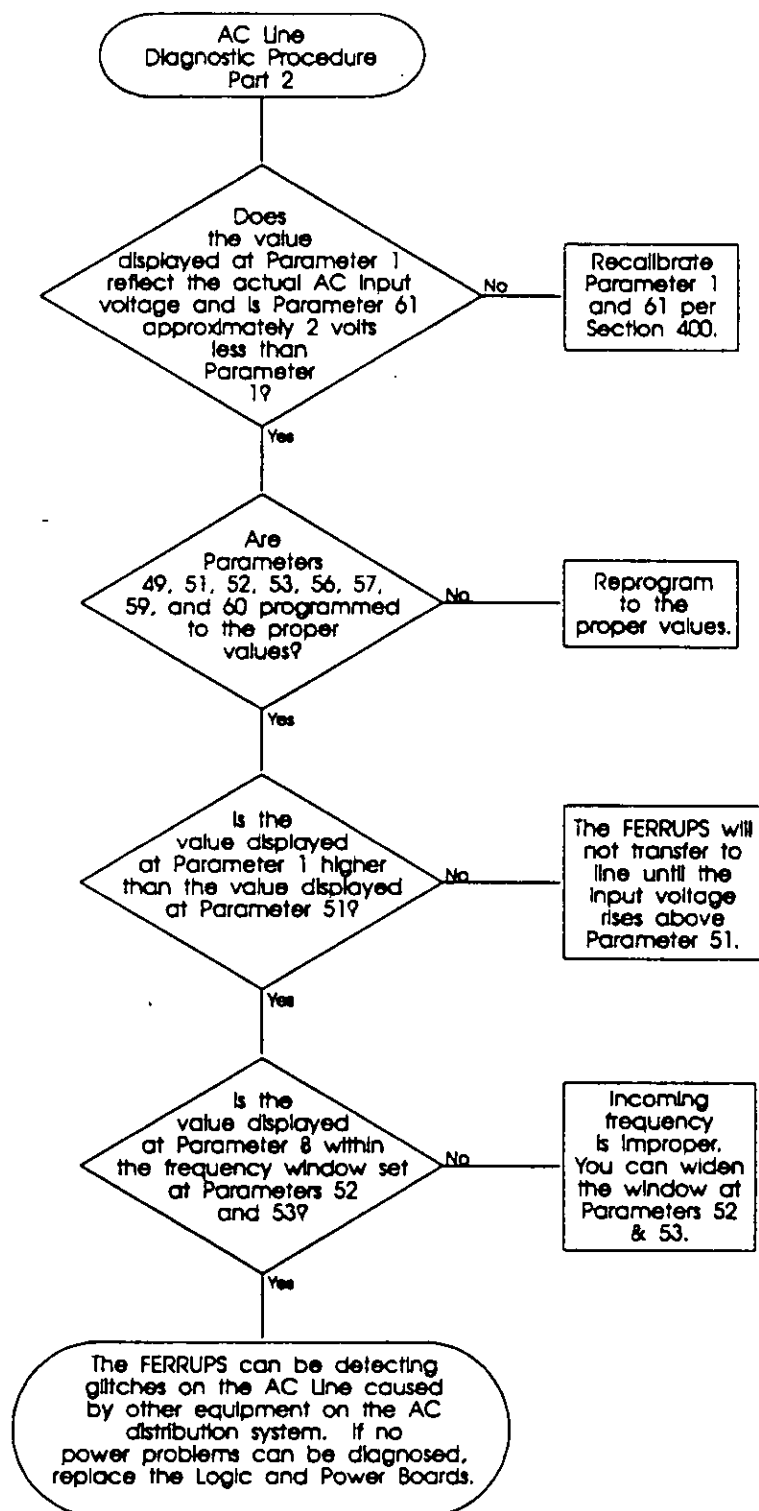 AC Line
Diagnostic Procedure
Part 2
Does
the value
displayed at Parameter 1
reflect the actual AC input
voltage and is Parameter 61
approximately 2 volts
less than
Parameter
1?
No
Recalibrate
Parameter 1
and 61 per
Section 400.
Yes
Are
Parameters
49, 51, 52, 53, 56, 57,
59, and 60 programmed
to the proper
values?
No
Reprogram
to the
proper values.
Yes
Is the
value displayed
at Parameter 1 higher
than the value displayed
at Parameter 51?
No
The FERRUPS will
not transfer to
line until the
input voltage
rises above
Parameter 51.
Yes
Is the
value displayed
at Parameter 8 within
the frequency window set
at Parameters 52
and 53?
No
Incoming
frequency
is improper.
You can widen
the window at
Parameters 52
& 53.
Yes
The FERRUPS can be detecting
glitches on the AC Line caused
by other equipment on the AC
distribution system. If no
power problems can be diagnosed,
replace the Logic and Power Boards.